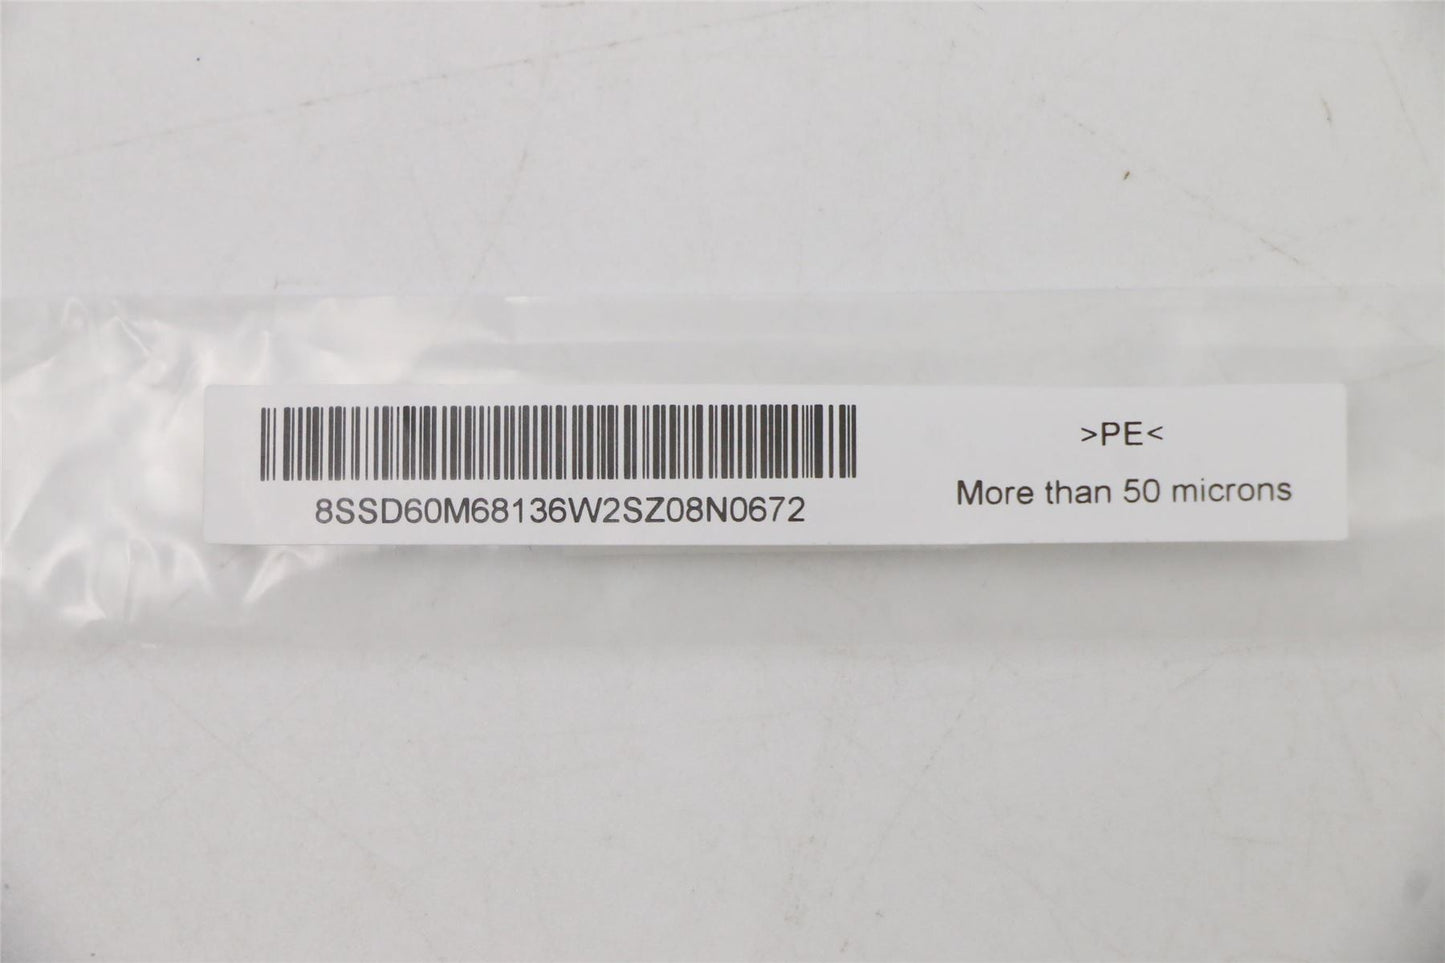 8SSD60M68136W2SZ08N0672
>PE<
More than 50 microns